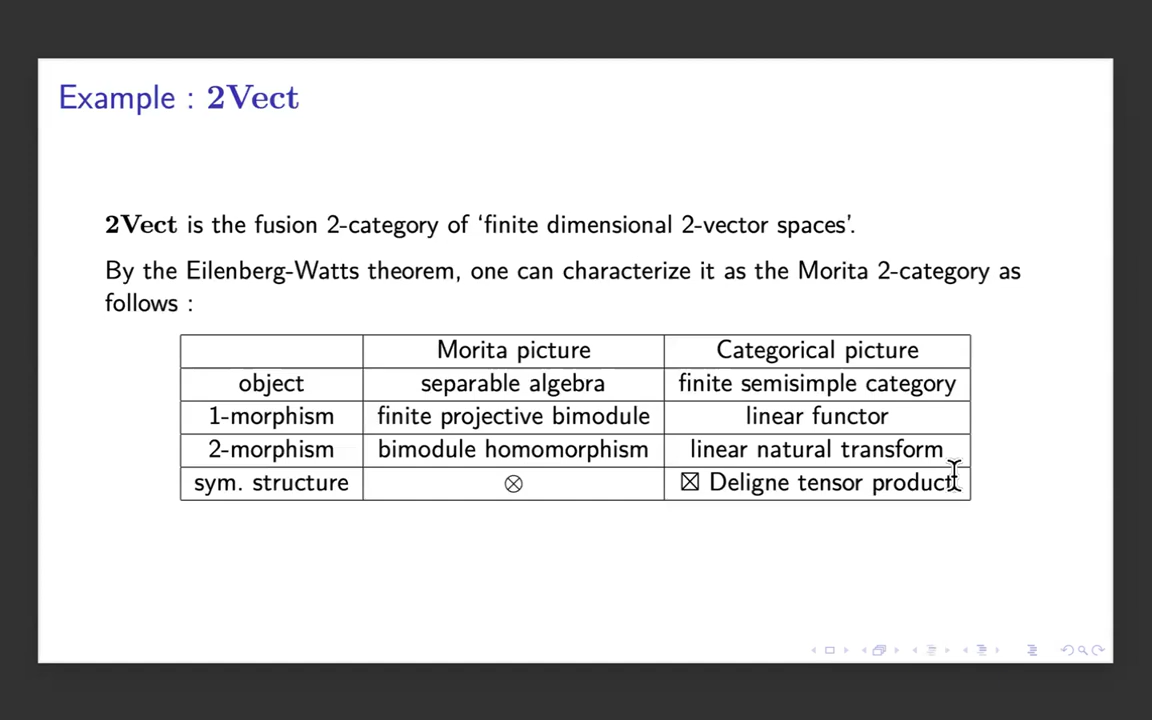 Example : 2Vect
2Vect is the fusion 2-category of ‘finite dimensional 2-vector spaces’.
By the Eilenberg-Watts theorem, one can characterize it as the Morita 2-category as
follows :
Morita picture Categorical picture
object separable algebra finite semisimple category
1-morphism finite projective bimodule linear functor
2-morphism bimodule homomorphism linear natural transform
sym. structure ⊗ ⊠ Deligne tensor product